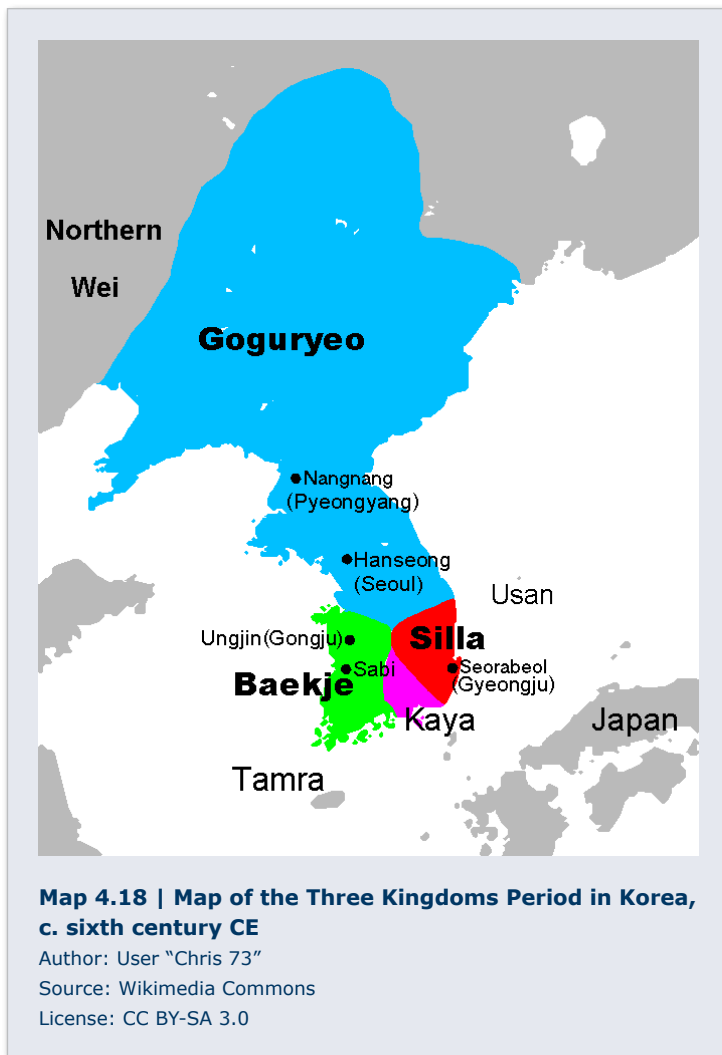 Northern
Wei
Goguryeo
Nangnang
(Pyeongyang)
Hanseong
(Seoul)
Usan
Ungjin(Gongju)
Silla
Sabi
Seorabeol
(Gyeongju)
Baekje
Kaya
Japan
Tamra
Map 4.18 | Map of the Three Kingdoms Period in Korea,
c. sixth century CE
Author: User “Chris 73”
Source: Wikimedia Commons
License: CC BY-SA 3.0